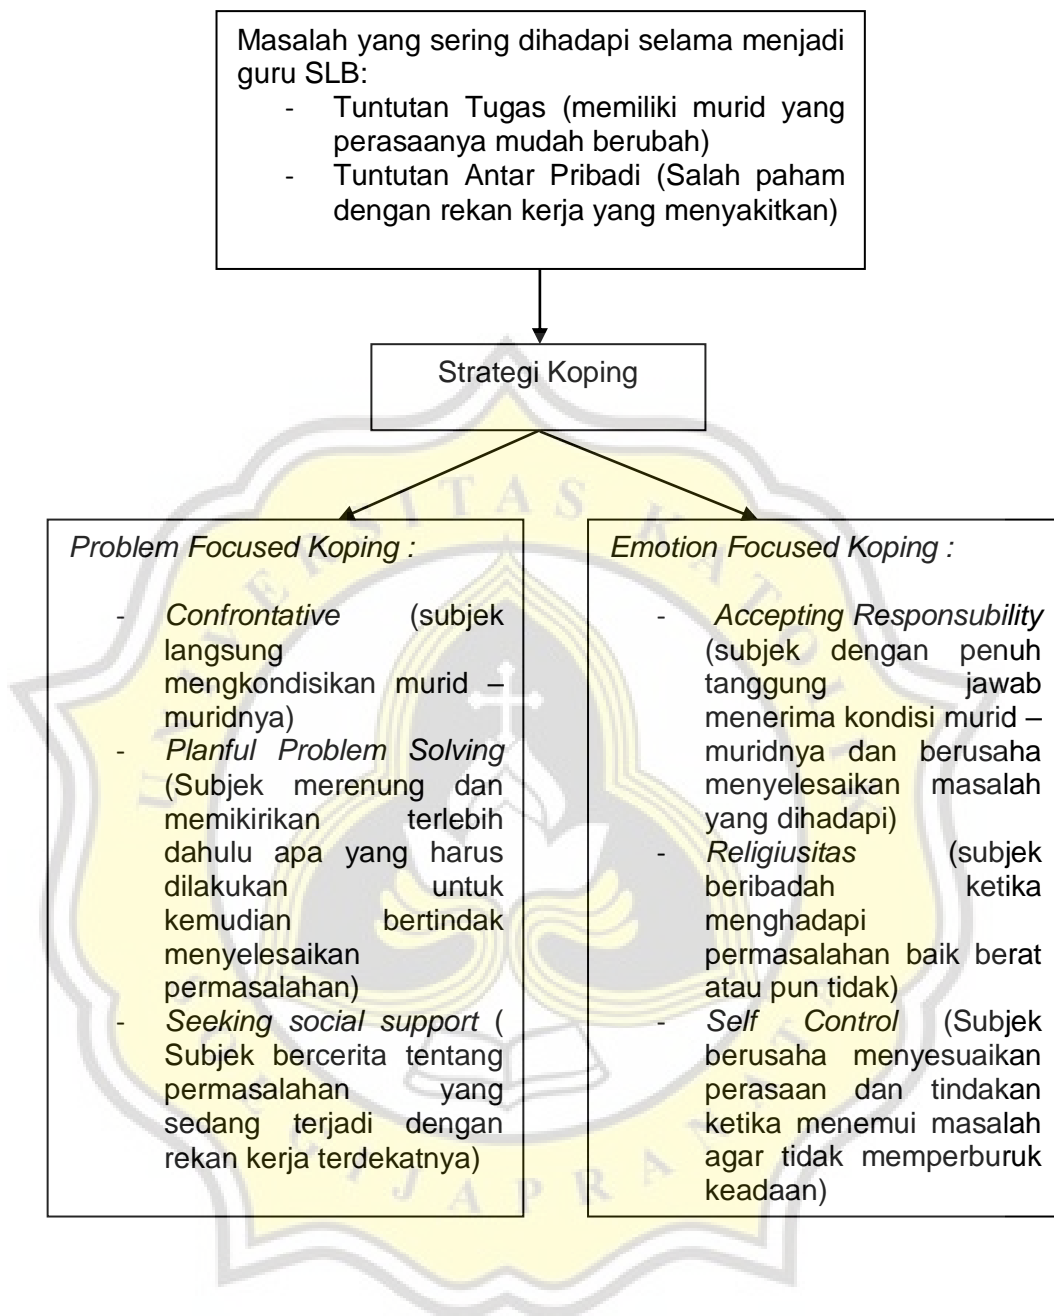 Masalah yang sering dihadapi selama menjadi
guru SLB:
- Tuntutan Tugas (memiliki murid yang
perasaanya mudah berubah)
- Tuntutan Antar Pribadi (Salah paham
dengan rekan kerja yang menyakitkan)
Strategi Koping
Problem Focused Koping :
- Confrontative (subjek
langsung
mengkondisikan murid –
muridnya)
- Planful Problem Solving
(Subjek merenung dan
memikirikan terlebih
dahulu apa yang harus
dilakukan untuk
kemudian bertindak
menyelesaikan
permasalahan)
- Seeking social support (
Subjek bercerita tentang
permasalahan yang
sedang terjadi dengan
rekan kerja terdekatnya)
Emotion Focused Koping :
- Accepting Responsubility
(subjek dengan penuh
tanggung jawab
menerima kondisi murid –
muridnya dan berusaha
menyelesaikan masalah
yang dihadapi)
- Religiusitas (subjek
beribadah ketika
menghadapi
permasalahan baik berat
atau pun tidak)
- Self Control (Subjek
berusaha menyesuaikan
perasaan dan tindakan
ketika menemui masalah
agar tidak memperburuk
keadaan)
UNIVERSITAS KATOLIK
SOEGIJAPRANATA